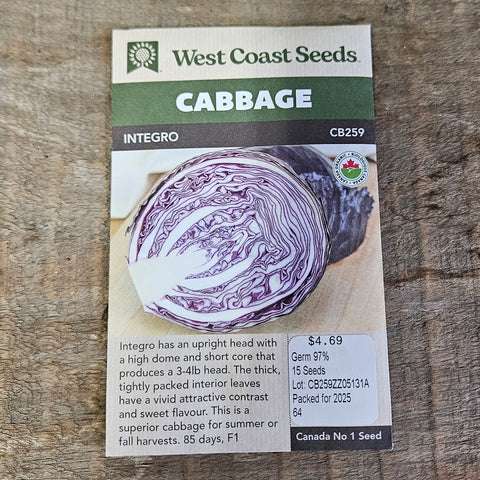 West Coast Seeds
CABBAGE
INTEGRO CB259
Integro has an upright head with
a high dome and short core that
produces a 3-4lb head. The thick,
tightly packed interior leaves
have a vivid attractive contrast
and sweet flavour. This is a
superior cabbage for summer or
fall harvests. 85 days, F1
$4.69
Germ 97%
15 Seeds
Lot: CB259ZZ05131A
Packed for 2025
64
Canada No 1 Seed